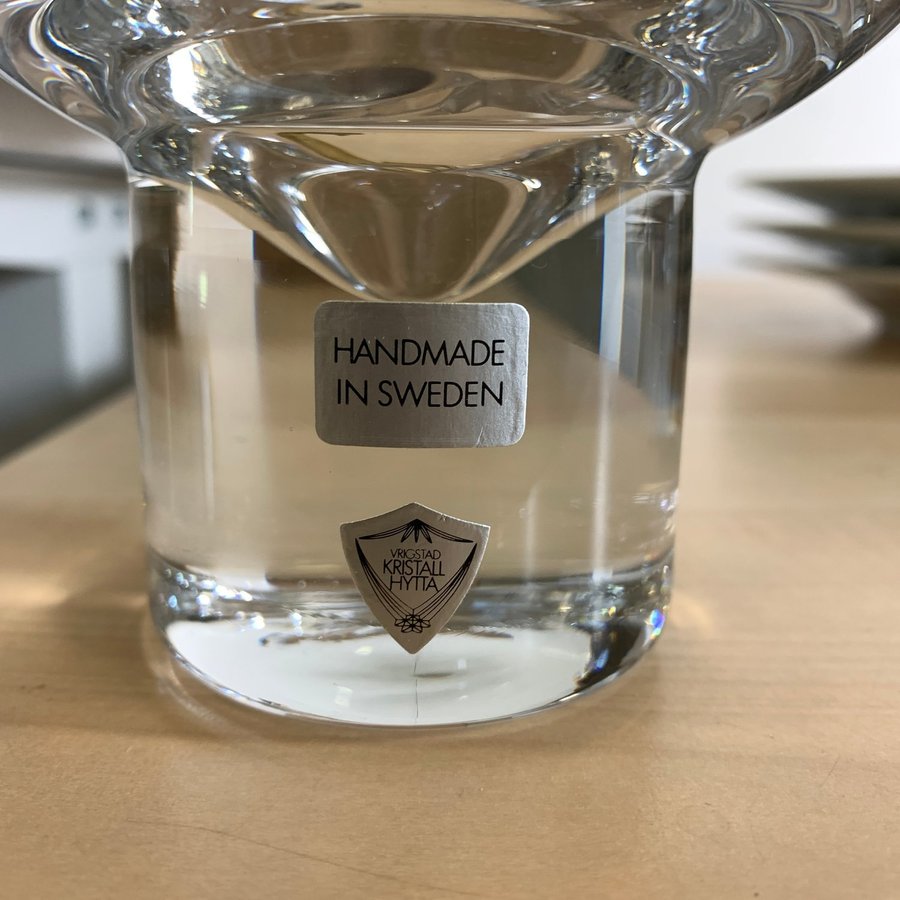 HANDMADE
IN SWEDEN
VRIGSTAD
KRISTALL
HYTTA